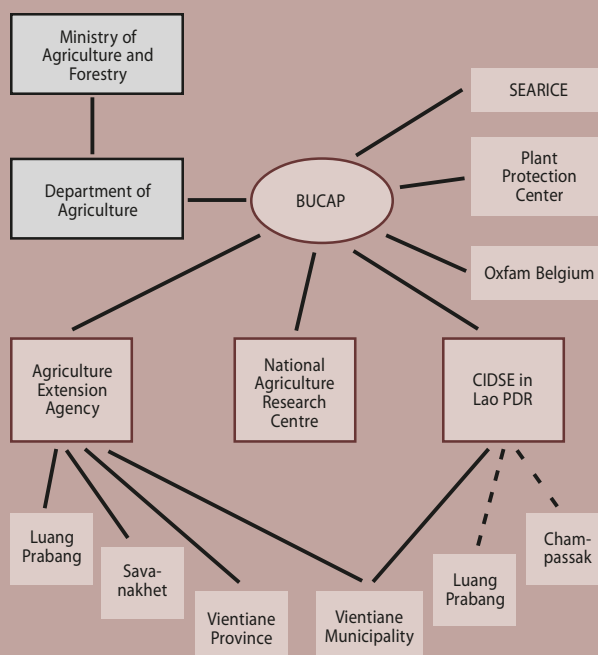 Ministry of
Agriculture and
Forestry
SEARICE
Plant
Protection
Center
Department of
Agriculture
BUCAP
Oxfam Belgium
Agriculture
Extension
Agency
National
Agriculture
Research
Centre
CIDSE in
Lao PDR
Luang
Prabang
Sava-
nakhet
Vientiane
Province
Vientiane
Municipality
Luang
Prabang
Cham-
passak